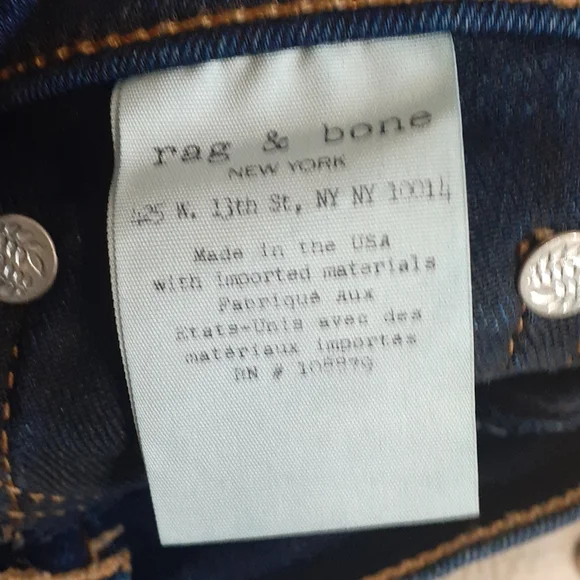 rag & bone
NEW YORK
425 W. 13th St, NY NY 10014
Made in the USA
with imported materials
Fabriqué Aux
Etats-Unis avec des
matériaux importés
RN # 108879